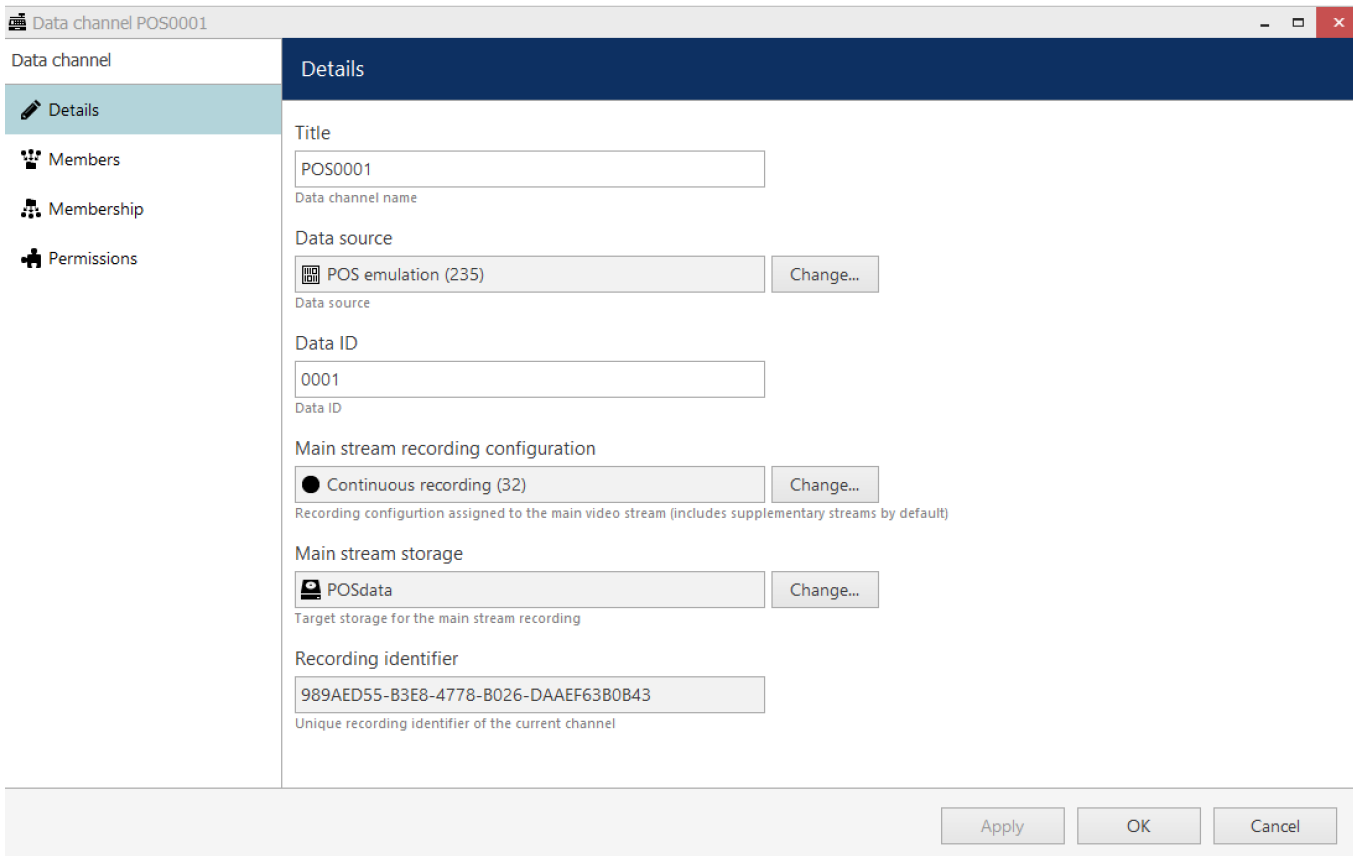 Data channel POS0001
Data channel
Details
Members
Membership
Permissions
Details
Title
POS0001
Data channel name
Data source
POS emulation (235)
Change...
Data source
Data ID
0001
Data ID
Main stream recording configuration
Continuous recording (32)
Change...
Recording configurtion assigned to the main video stream (includes supplementary streams by default)
Main stream storage
POSdata
Change...
Target storage for the main stream recording
Recording identifier
989AED55-B3E8-4778-B026-DAAEF63B0B43
Unique recording identifier of the current channel
Apply
OK
Cancel